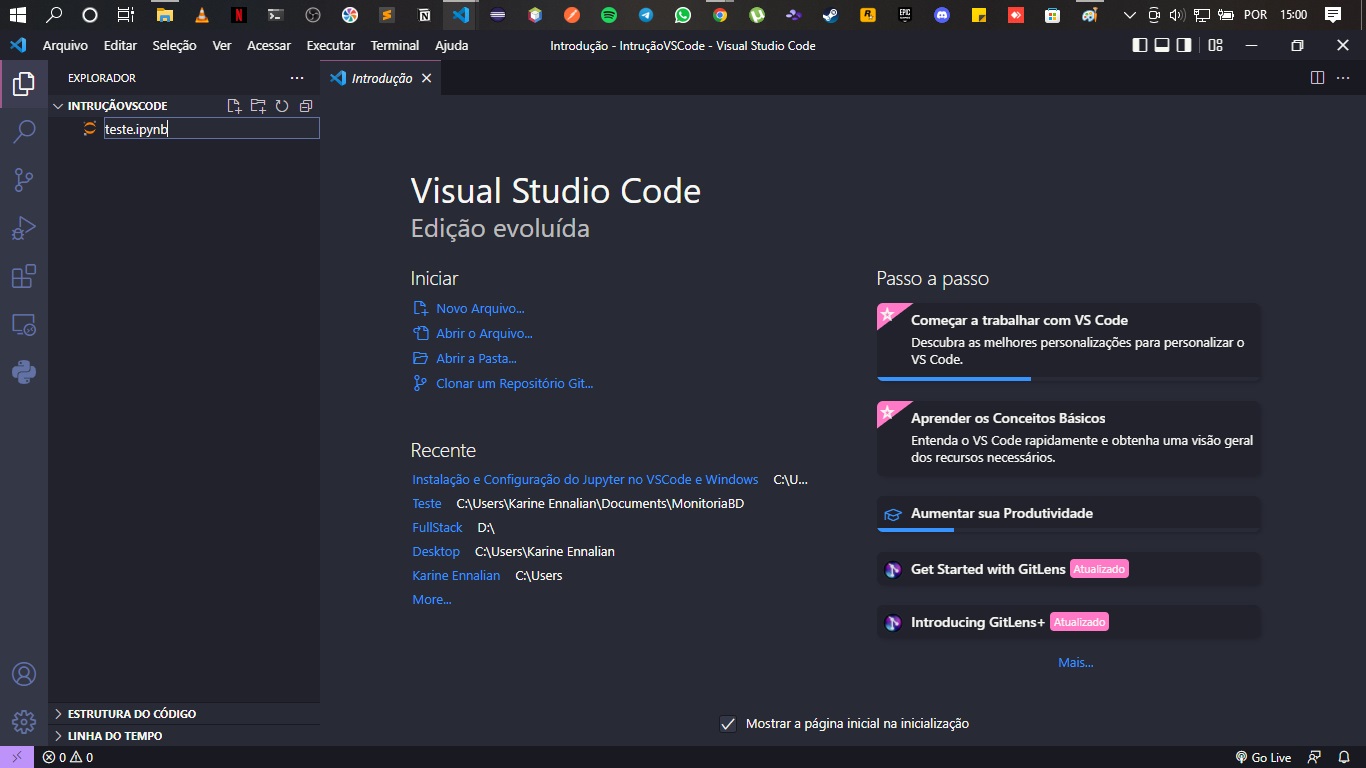 POR 15:00
Arquivo Editar Seleção Ver Acessar Executar Terminal Ajuda Introdução - IntruçãoVSCode - Visual Studio Code
EXPLORADOR
Introdução
INTRUÇÃOVSCODE
teste.ipynb
Visual Studio Code
Edição evoluída
Iniciar
Novo Arquivo...
Abrir o Arquivo...
Abrir a Pasta...
Clonar um Repositório Git...
Recente
Instalação e Configuração do Jupyter no VSCode e Windows C:\U...
Teste C:\Users\Karine Ennalian\Documents\MonitoriaBD
FullStack D:\
Desktop C:\Users\Karine Ennalian
Karine Ennalian C:\Users
More...
Passo a passo
Começar a trabalhar com VS Code
Descubra as melhores personalizações para personalizar o
VS Code.
Aprender os Conceitos Básicos
Entenda o VS Code rapidamente e obtenha uma visão geral
dos recursos necessários.
Aumentar sua Produtividade
Get Started with GitLens Atualizado
Introducing GitLens+ Atualizado
Mais...
Mostrar a página inicial na inicialização
ESTRUTURA DO CÓDIGO
LINHA DO TEMPO
0 0
Go Live